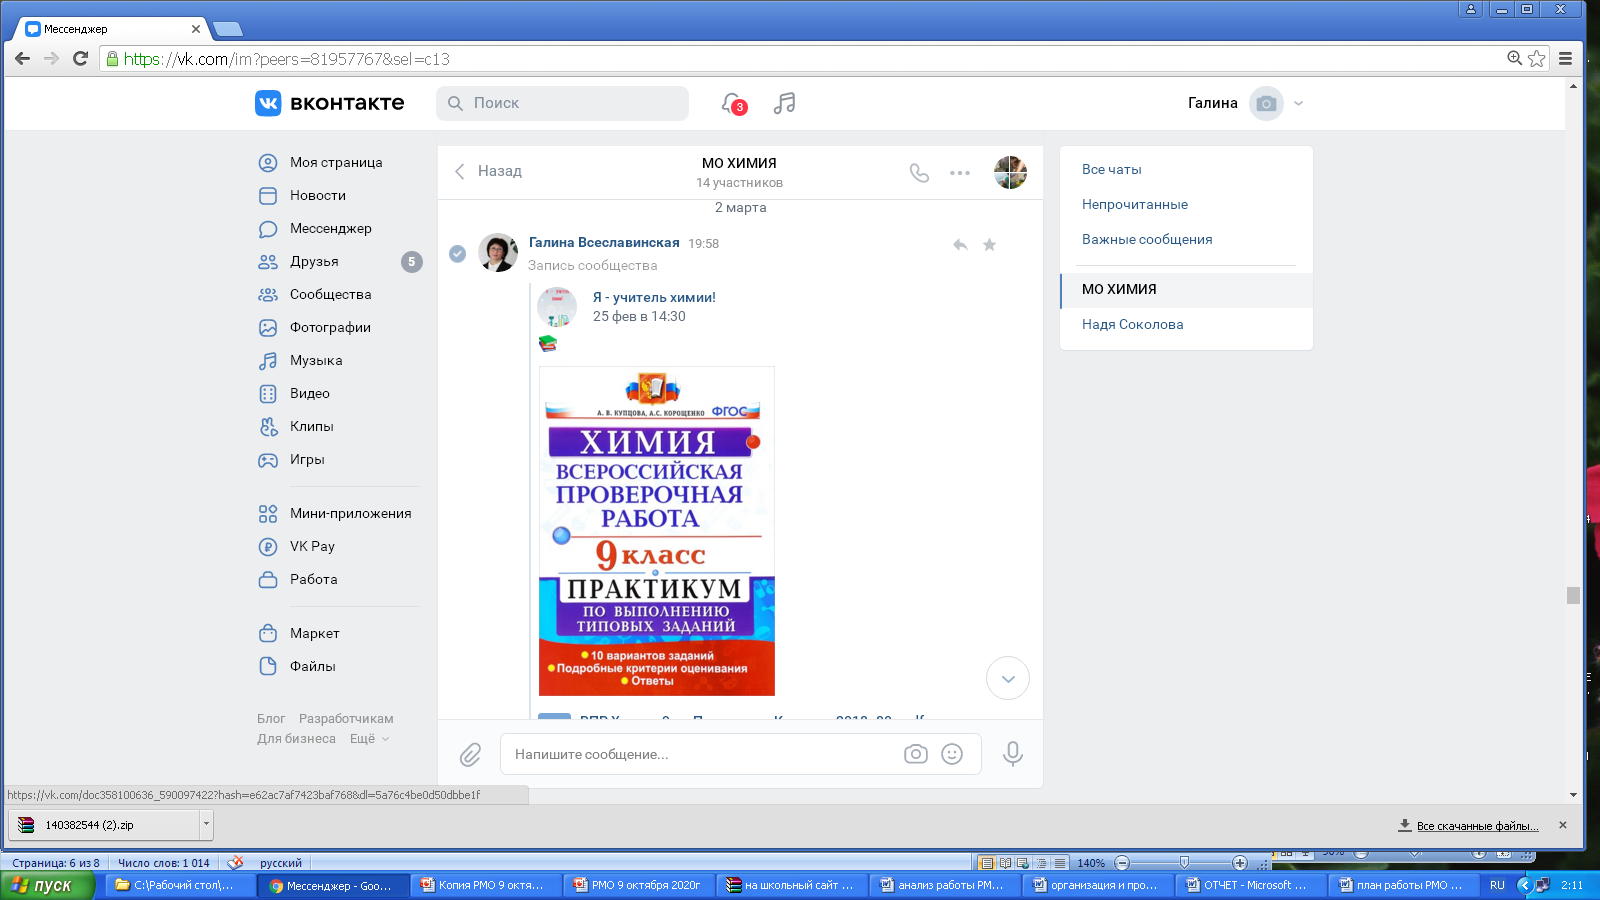 Мессенджер
https://vk.com/im?peers=81957767&sel=c13
вконтакте
Поиск
3
Галина
Моя страница
Новости
Мессенджер
Друзья
5
Сообщества
Фотографии
Музыка
Видео
Клипы
Игры
Мини-приложения
VK Pay
Работа
Маркет
Файлы
Блог Разработчикам
Для бизнеса Ещё
Назад
МО ХИМИЯ
14 участников
2 марта
Галина Всеславинская 19:58
Запись сообщества
Я - учитель химии!
25 фев в 14:30
А. В. КУПЦОВА, А.С. КОРОЩЕНКО ФГОС
ХИМИЯ
ВСЕРОССИЙСКАЯ
ПРОВЕРОЧНАЯ
РАБОТА
9 класс
ПРАКТИКУМ
ПО ВЫПОЛНЕНИЮ
ТИПОВЫХ ЗАДАНИЙ
10 вариантов заданий
Подробные критерии оценивания
Ответы
Напишите сообщение...
Все чаты
Непрочитанные
Важные сообщения
МО ХИМИЯ
Надя Соколова
https://vk.com/doc358100636_590097422?hash=e62ac7af7423baf768&dl=5a76c4be0d50dbbe1f
140382544 (2).zip
Все скачанные файлы...
Страница: 6 из 8 Число слов: 1 014 русский 140%
пуск
C:\Рабочий стол\...
Мессенджер - Goo...
Копия РМО 9 октя...
РМО 9 октября 2020г
на школьный сайт ...
анализ работы РМ...
организация и про...
ОТЧЕТ - Microsoft ...
план работы РМО ...
RU
2:11